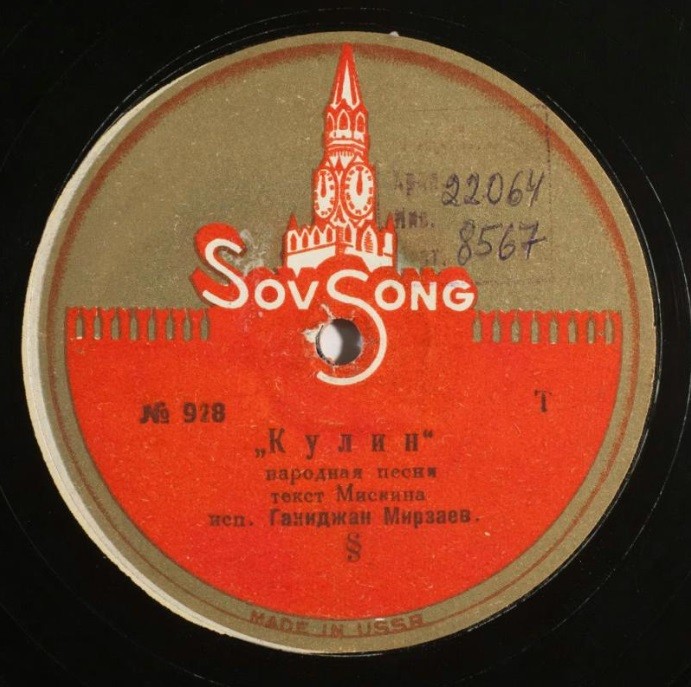 22064
Инв.
8567
SovSong
№ 928 Т
„Кулин“
народная песня
текст Мискина
исп. Ганиджан Мирзаев.
§
MADE IN USSR